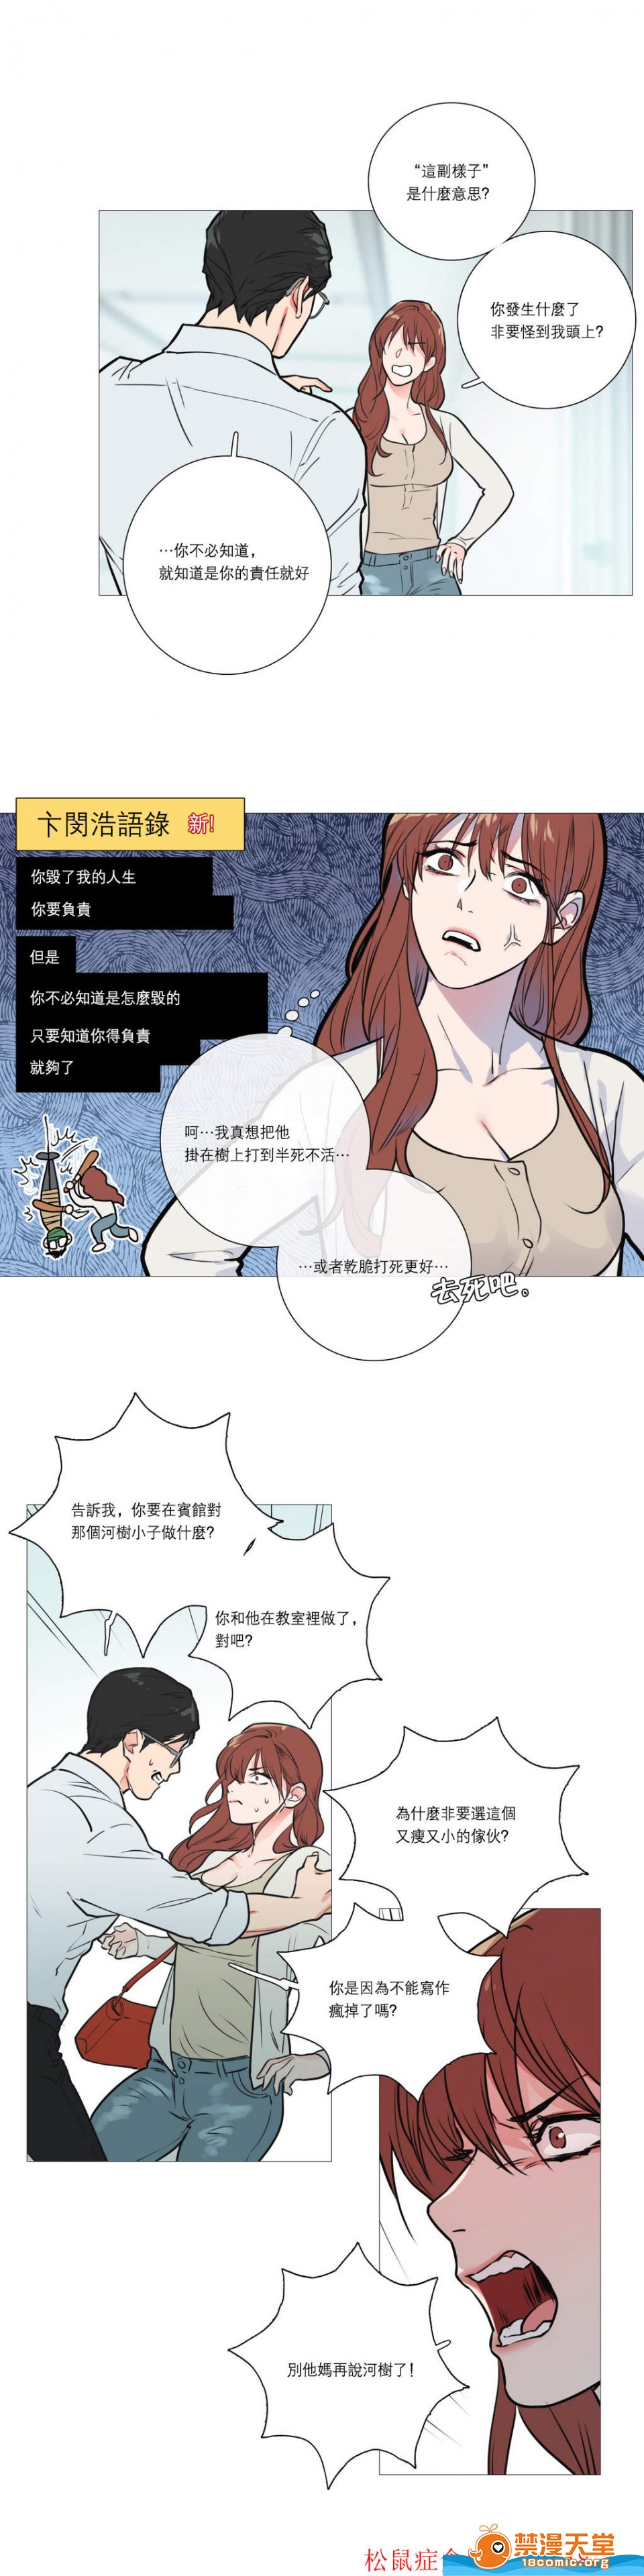 “這副樣子”
是什麼意思?
你發生什麼了
非要怪到我頭上?
…你不必知道，
就知道是你的責任就好
卞閔浩語錄 新!
你毀了我的人生
你要負責
但是
你不必知道是怎麼毀的
只要知道你得負責
就夠了
呵…我真想把他
掛在樹上打到半死不活…
…或者乾脆打死更好…
去死吧。
告訴我，你要在賓館對
那個河樹小子做什麼?
你和他在教室裡做了，
對吧?
為什麼非要選這個
又瘦又小的傢伙?
你是因為不能寫作
瘋掉了嗎?
別他媽再說河樹了!
松鼠症
禁漫天堂
18comic.org